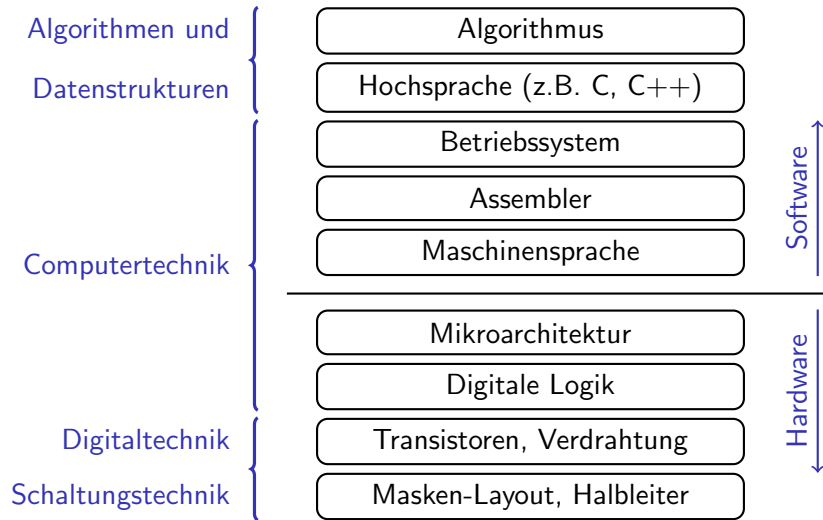 Algorithmen und
Datenstrukturen
Computertechnik
Digitaltechnik
Schaltungstechnik
Algorithmus
Hochsprache (z.B. C, C++)
Betriebssystem
Assembler
Maschinensprache
Mikroarchitektur
Digitale Logik
Transistoren, Verdrahtung
Masken-Layout, Halbleiter
Software
Hardware